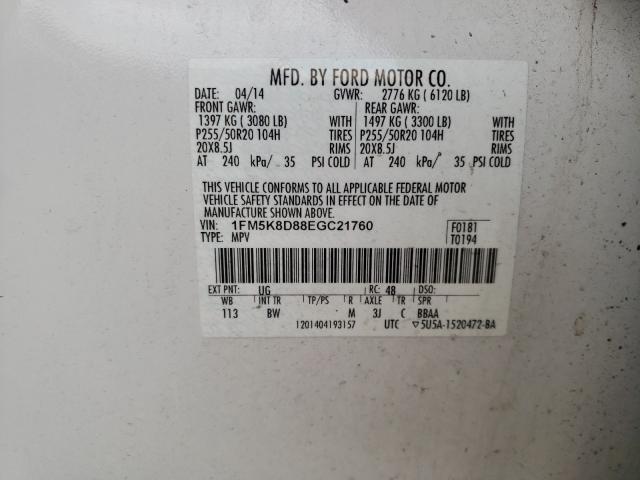 MFD. BY FORD MOTOR CO.
DATE: 04/14 GVWR: 2776 KG ( 6120 LB)
FRONT GAWR: REAR GAWR:
1397 KG ( 3080 LB) WITH 1497 KG ( 3300 LB) WITH
P255/50R20 104H TIRES P255/50R20 104H TIRES
20X8.5J RIMS 20X8.5J RIMS
AT 240 kPa/ 35 PSI COLD AT 240 kPa/ 35 PSI COLD
THIS VEHICLE CONFORMS TO ALL APPLICABLE FEDERAL MOTOR
VEHICLE SAFETY STANDARDS IN EFFECT ON THE DATE OF
MANUFACTURE SHOWN ABOVE.
VIN: 1FM5K8D88EGC21760 F0181
TYPE: MPV T0194
EXT PNT: UG RC: 48 DSO:
WB INT TR TP/PS R AXLE TR SPR
113 BW M 3J C BBAA
1201404193157 UTC 5U5A-1520472-BA